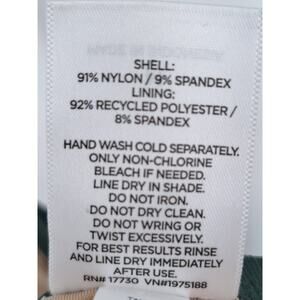 SHELL:
91% NYLON / 9% SPANDEX
LINING:
92% RECYCLED POLYESTER /
8% SPANDEX
HAND WASH COLD SEPARATELY.
ONLY NON-CHLORINE
BLEACH IF NEEDED.
LINE DRY IN SHADE.
DO NOT IRON.
DO NOT DRY CLEAN.
DO NOT WRING OR
TWIST EXCESSIVELY.
FOR BEST RESULTS RINSE
AND LINE DRY IMMEDIATELY
AFTER USE.
RN# 17730 VN#1975188